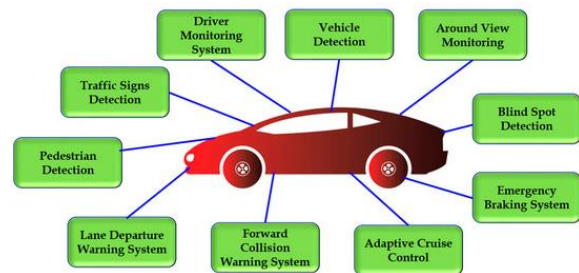 Driver
Monitoring
System
Vehicle
Detection
Around View
Monitoring
Traffic Signs
Detection
Blind Spot
Detection
Pedestrian
Detection
Emergency
Braking System
Lane Departure
Warning System
Forward
Collision
Warning System
Adaptive Cruise
Control